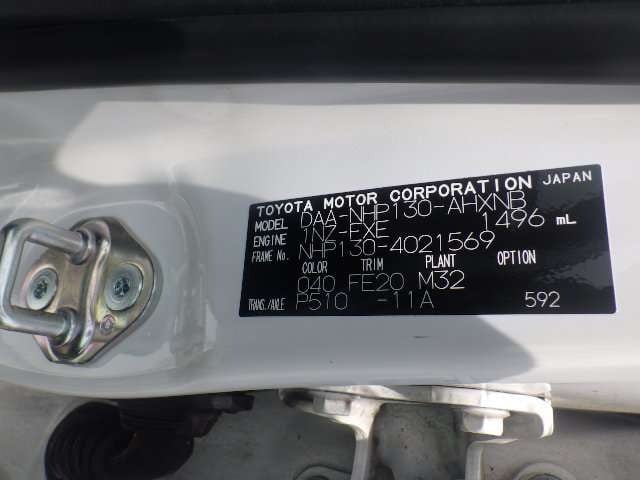 TOYOTA MOTOR CORPORATION JAPAN
MODEL DAA-NHP130-AHXNB
ENGINE 1NZ-FXE 1496 mL
FRAME No. NHP130-4021569
COLOR TRIM PLANT OPTION
040 FE20 M32
TRANS./AXLE P510 -11A 592